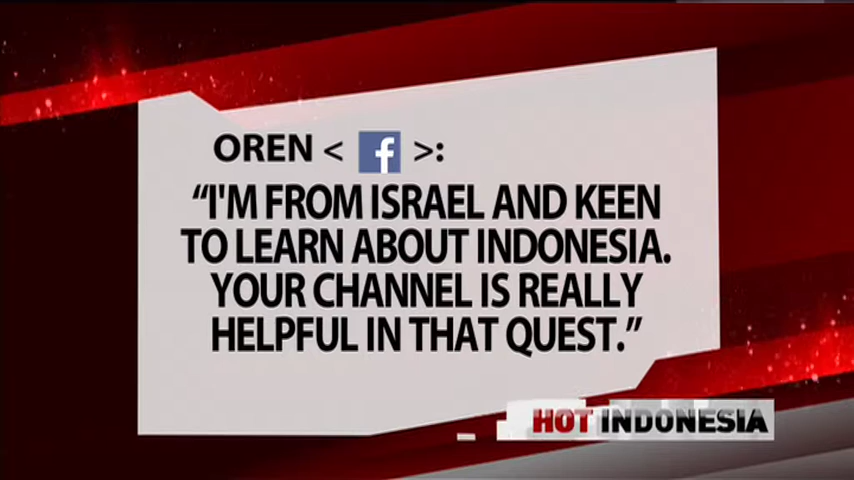 OREN < f >:
“I'M FROM ISRAEL AND KEEN
TO LEARN ABOUT INDONESIA.
YOUR CHANNEL IS REALLY
HELPFUL IN THAT QUEST.”
HOT INDONESIA